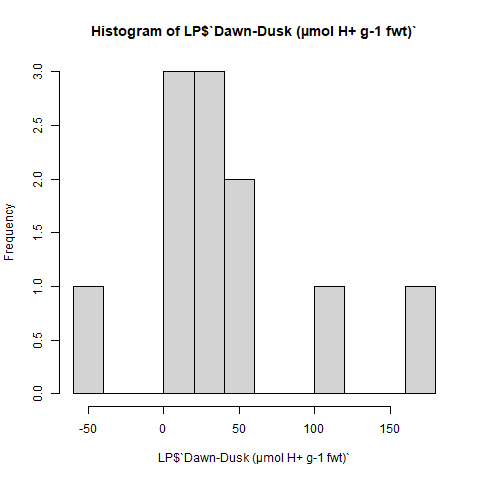 Histogram of LP$`Dawn-Dusk (µmol H+ g-1 fwt)`
Frequency
3.0
2.5
2.0
1.5
1.0
0.5
0.0
-50 0 50 100 150
LP$`Dawn-Dusk (µmol H+ g-1 fwt)`